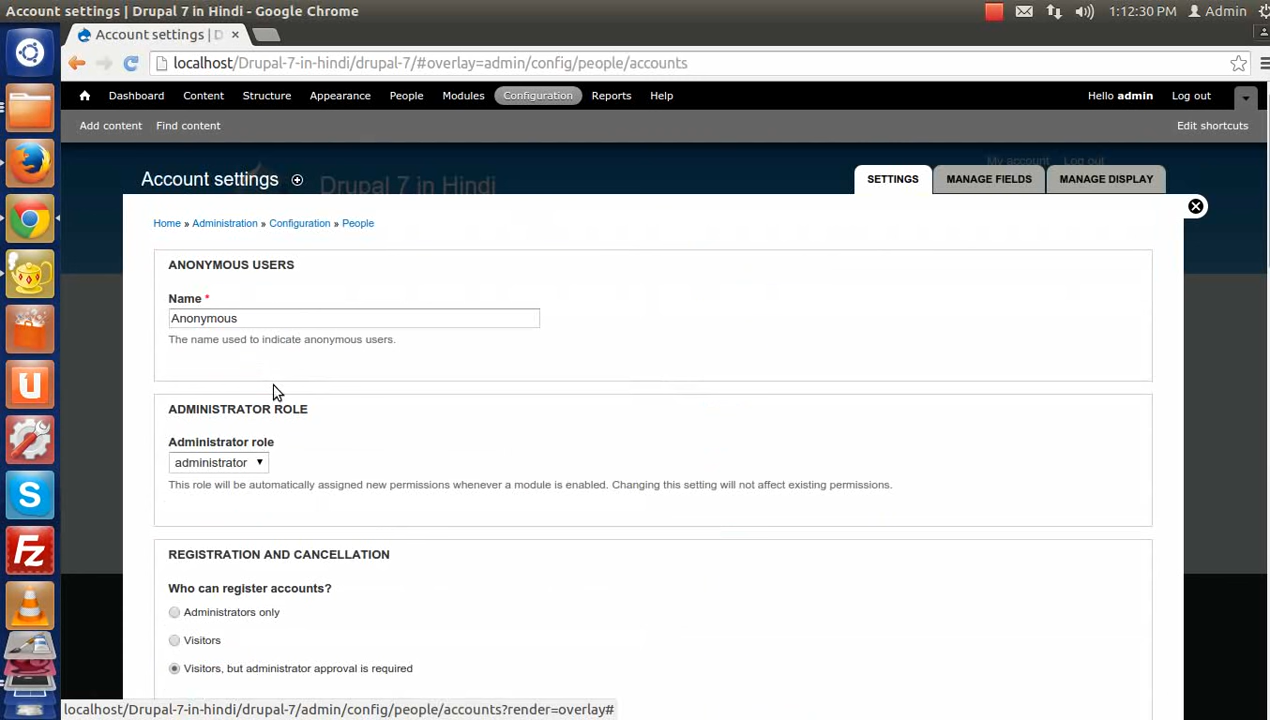 Account settings | Drupal 7 in Hindi - Google Chrome
1:12:30 PM
Admin
Account settings | D
localhost/Drupal-7-in-hindi/drupal-7/#overlay=admin/config/people/accounts
Dashboard Content Structure Appearance People Modules Configuration Reports Help
Hello admin Log out
Add content Find content
Edit shortcuts
My account Log out
Account settings
Drupal 7 in Hindi
SETTINGS MANAGE FIELDS MANAGE DISPLAY
Home » Administration » Configuration » People
ANONYMOUS USERS
Name *
Anonymous
The name used to indicate anonymous users.
ADMINISTRATOR ROLE
Administrator role
administrator
This role will be automatically assigned new permissions whenever a module is enabled. Changing this setting will not affect existing permissions.
REGISTRATION AND CANCELLATION
Who can register accounts?
Administrators only
Visitors
Visitors, but administrator approval is required
localhost/Drupal-7-in-hindi/drupal-7/admin/config/people/accounts?render=overlay#